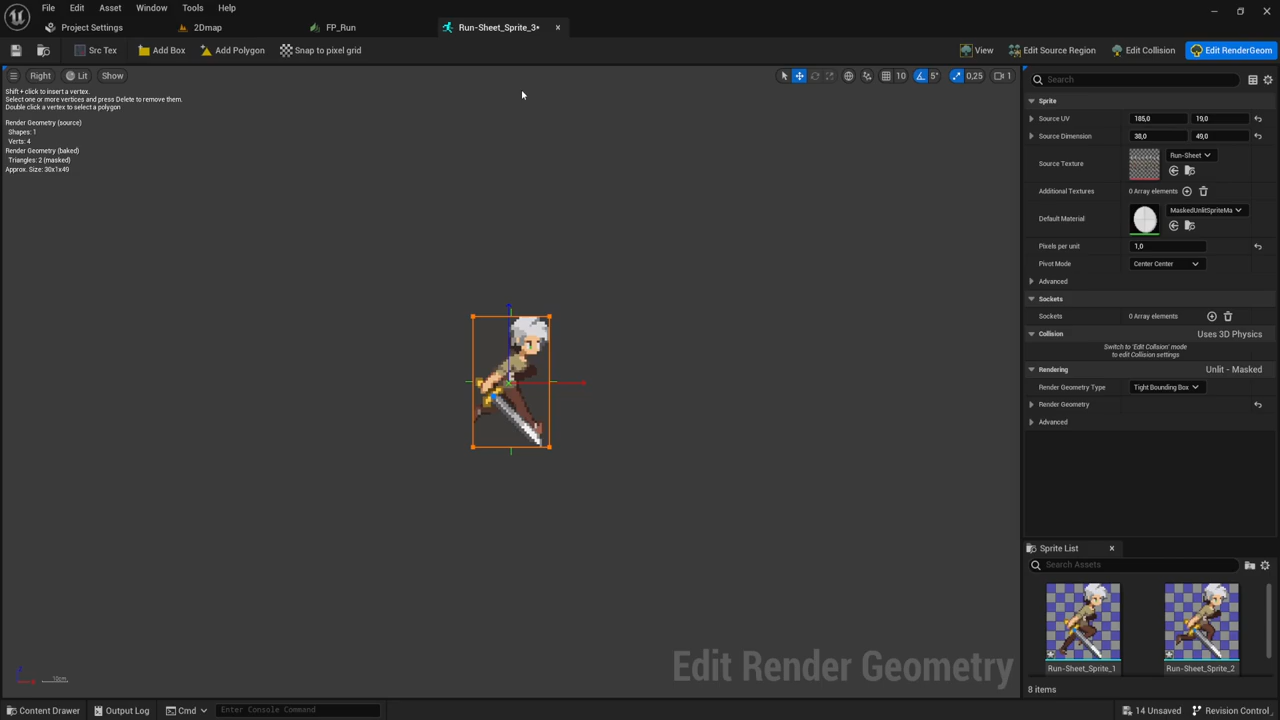 File Edit Asset Window Tools Help
Project Settings 2Dmap FP_Run Run-Sheet_Sprite_3•
Src Tex Add Box Add Polygon Snap to pixel grid View Edit Source Region Edit Collision Edit RenderGeom
Right Lit Show 10 5° 0,25 1
Shift + click to insert a vertex.
Select one or more vertices and press Delete to remove them.
Double click a vertex to select a polygon
Render Geometry (source)
Shapes: 1
Verts: 4
Render Geometry (baked)
Triangles: 2 (masked)
Approx. Size: 30x1x49
Search
Sprite
Source UV 185,0 19,0
Source Dimension 38,0 49,0
Source Texture Run-Sheet
Additional Textures 0 Array elements
Default Material MaskedUnlitSpriteMa
Pixels per unit 1,0
Pivot Mode Center Center
Advanced
Sockets
Sockets 0 Array elements
Collision Uses 3D Physics
Switch to 'Edit Collision' mode
to edit Collision settings
Rendering Unlit - Masked
Render Geometry Type Tight Bounding Box
Render Geometry
Advanced
Sprite List
Search Assets
Run-Sheet_Sprite_1 Run-Sheet_Sprite_2
8 items
Edit Render Geometry
10cm
Content Drawer Output Log Cmd Enter Console Command 14 Unsaved Revision Control